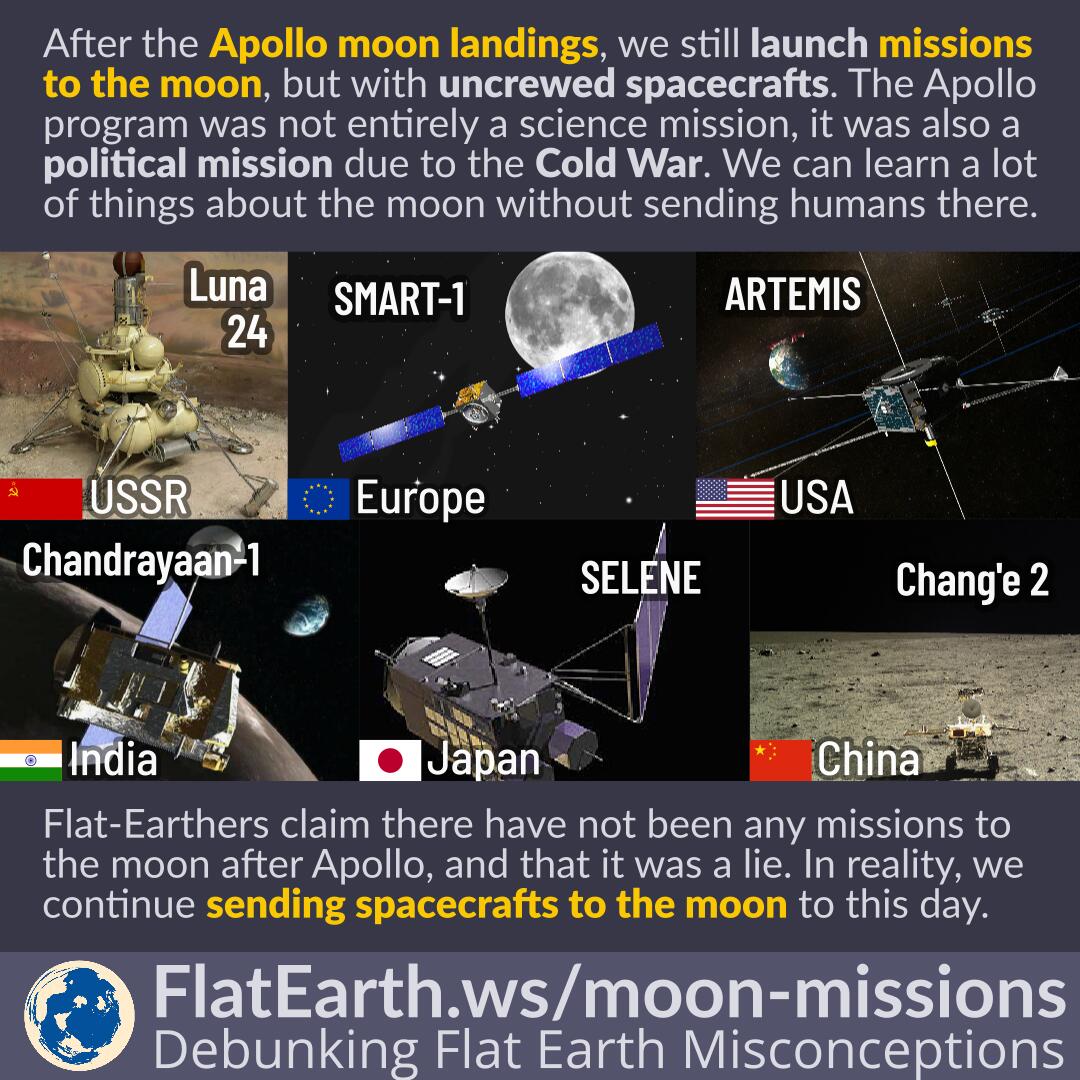 After the Apollo moon landings, we still launch missions
to the moon, but with uncrewed spacecrafts. The Apollo
program was not entirely a science mission, it was also a
political mission due to the Cold War. We can learn a lot
of things about the moon without sending humans there.
Luna
24
USSR
SMART-1
Europe
ARTEMIS
USA
Chandrayaan-1
India
SELENE
Japan
Chang'e 2
China
Flat-Earthers claim there have not been any missions to
the moon after Apollo, and that it was a lie. In reality, we
continue sending spacecrafts to the moon to this day.
FlatEarth.ws/moon-missions
Debunking Flat Earth Misconceptions